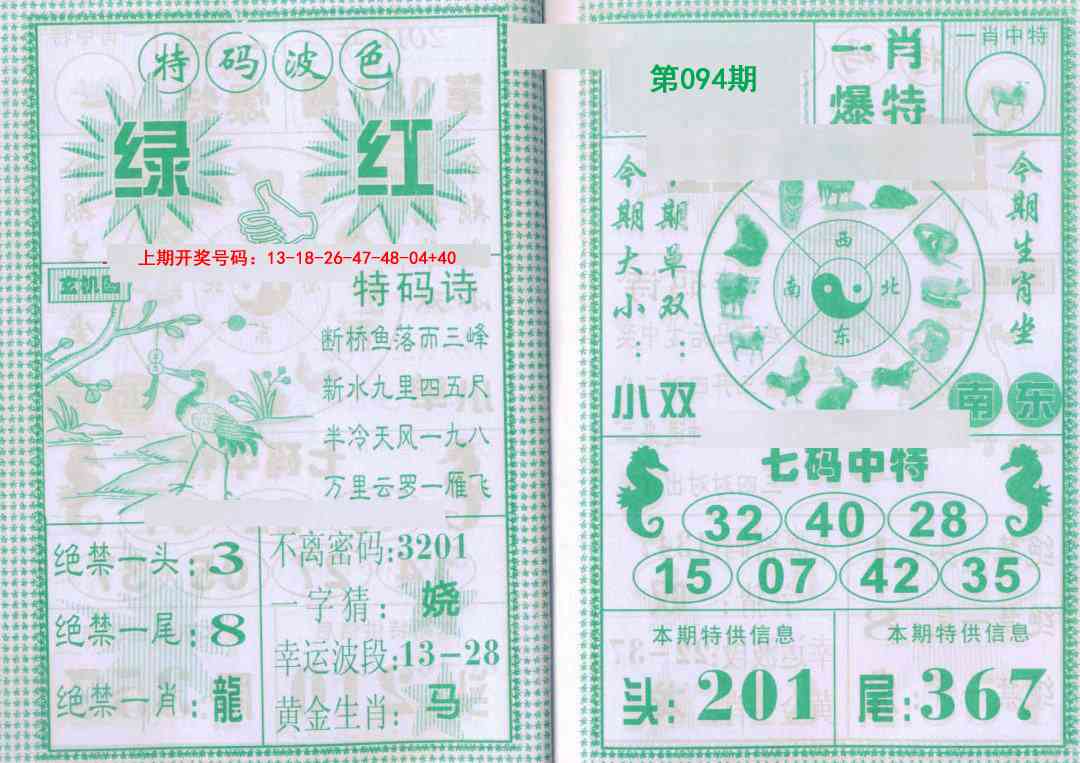 特码波色
绿 红
上期开奖号码：13-18-26-47-48-04+40
玄机图
特码诗
断桥鱼落而三峰
新水九里四五尺
半冷天风一九八
万里云罗一雁飞
绝禁一头：3
绝禁一尾：8
绝禁一肖：龍
不离密码：3201
一字猜：烧
幸运波段：13-28
黄金生肖：马
第094期
一肖
爆特
一肖中特
今期大小：
期单双：
小 双
西
南 北
东
今期生肖坐
南 东
七码中特
32 40 28
15 07 42 35
本期特供信息
头：201
本期特供信息
尾：367